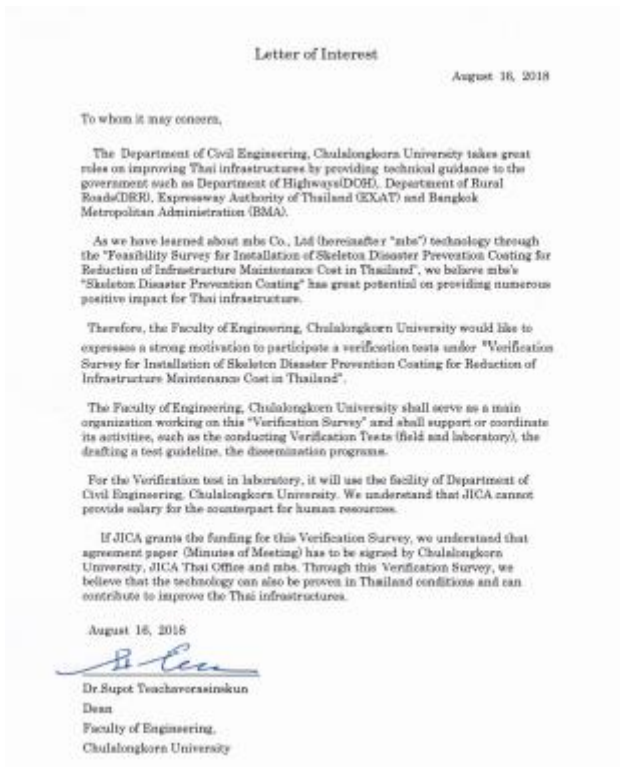 Letter of Interest
August 16, 2018
To whom it may concern,
The Department of Civil Engineering, Chulalongkorn University takes great
roles on improving Thai infrastructures by providing technical guidance to the
government such as Department of Highways(DOH), Department of Rural
Roads(DRR), Expressway Authority of Thailand (EXAT) and Bangkok
Metropolitan Administration (BMA).
As we have learned about mbs Co., Ltd (hereinafter "mbs") technology through
the "Feasibility Survey for Installation of Skeleton Disaster Prevention Coating for
Reduction of Infrastructure Maintenance Cost in Thailand", we believe mbs's
"Skeleton Disaster Prevention Coating" has great potential on providing numerous
positive impact for Thai infrastructure.
Therefore, the Faculty of Engineering, Chulalongkorn University would like to
expresses a strong motivation to participate a verification tests under "Verification
Survey for Installation of Skeleton Disaster Prevention Coating for Reduction of
Infrastructure Maintenance Cost in Thailand".
The Faculty of Engineering, Chulalongkorn University shall serve as a main
organization working on this "Verification Survey" and shall support or coordinate
its activities, such as the conducting Verification Tests (field and laboratory), the
drafting a test guideline, the dissemination programs.
For the Verification test in laboratory, it will use the facility of Department of
Civil Engineering, Chulalongkorn University. We understand that JICA cannot
provide salary for the counterpart for human resources.
If JICA grants the funding for this Verification Survey, we understand that
agreement paper (Minutes of Meeting) has to be signed by Chulalongkorn
University, JICA Thai Office and mbs. Through this Verification Survey, we
believe that the technology can also be proven in Thailand conditions and can
contribute to improve the Thai infrastructures.
August 16, 2018
Dr.Supot Teachavorasinskun
Dean
Faculty of Engineering,
Chulalongkorn University